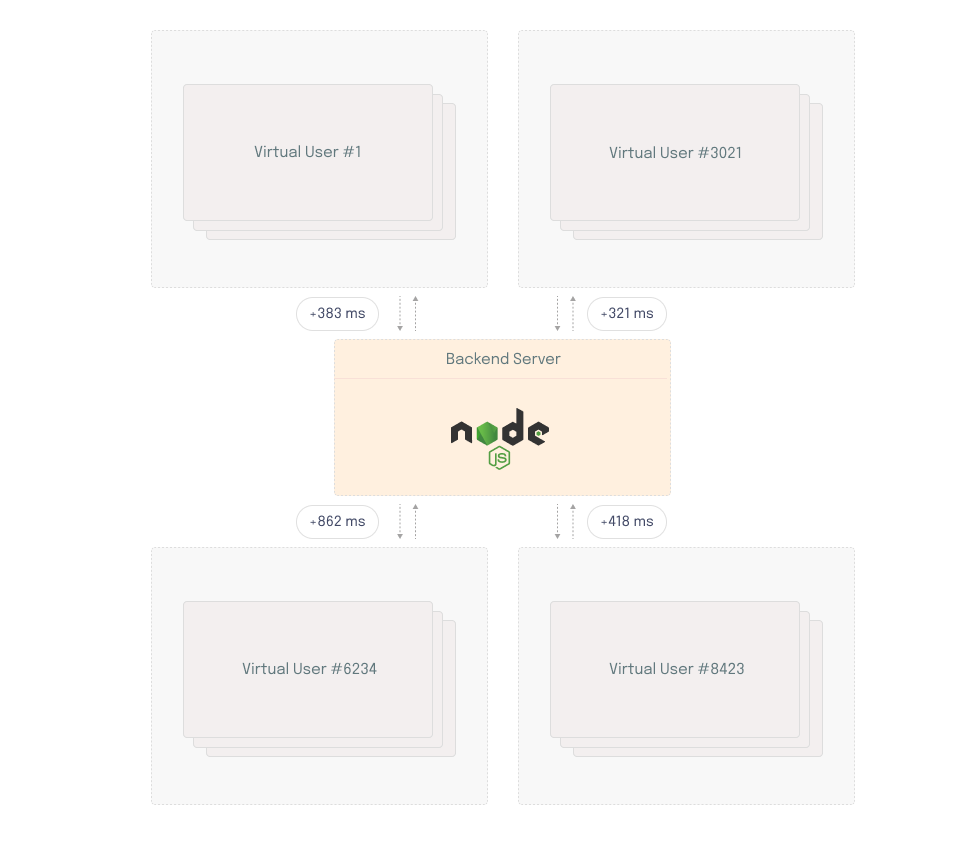 Virtual User #1
Virtual User #3021
+383 ms
+321 ms
Backend Server
node
JS
+862 ms
+418 ms
Virtual User #6234
Virtual User #8423